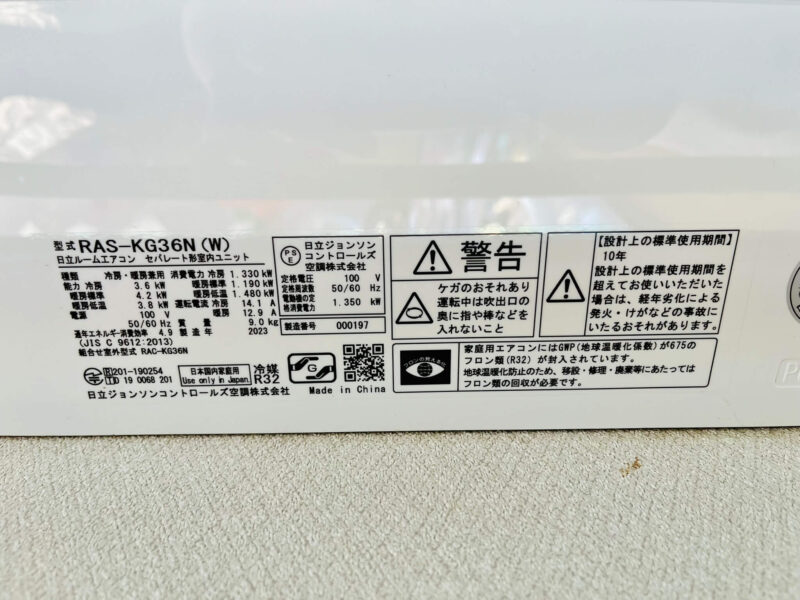 型式 RAS-KG36N (W)
日立ルームエアコン セパレート形室内ユニット
種類 冷房・暖房兼用 消費電力 冷房 1.330 kW
能力 冷房 3.6 kW 暖房標準 1.190 kW
暖房標準 4.2 kW 暖房低温 1.480 kW
暖房低温 3.8 kW 運転電流 冷房 14.1 A
電源 100 V 暖房 12.9 A
50/60 Hz 質量 9.0 kg
通年エネルギー消費効率 4.9 年 2023
(JIS C 9612:2013)
組合せ室外型式 RAC-KG36N
R201-190254
D 19 0068 201
日本国内家庭用
Use only in Japan.
冷媒
R32
日立ジョンソンコントロールズ空調株式会社
PSE
日立ジョンソン
コントロールズ
空調株式会社
定格電圧 100 V
定格周波数 50/60 Hz
電動機の定格消費電力 1.350 kW
製造番号 000197
G
Made in China
警告
ケガのおそれあり
運転中は吹出口の
奥に指や棒などを
入れないこと
【設計上の標準使用期間】
10年
設計上の標準使用期間を
超えてお使いいただいた
場合は、経年劣化による
発火・けがなどの事故に
いたるおそれがあります。
フロンの見える化
家庭用エアコンにはGWP(地球温暖化係数)が675の
フロン類(R32)が封入されています。
地球温暖化防止のため、移設・修理・廃棄等にあたっては
フロン類の回収が必要です。